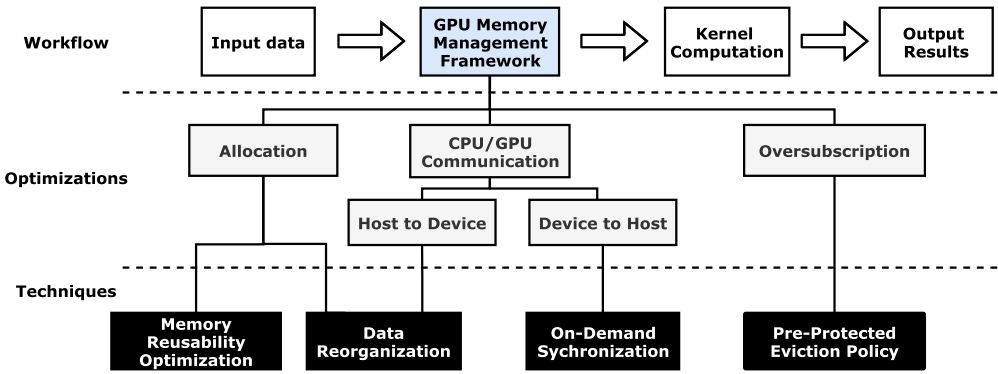 Workflow
Input data
GPU Memory
Management
Framework
Kernel
Computation
Output
Results
Optimizations
Allocation
CPU/GPU
Communication
Oversubscription
Host to Device
Device to Host
Techniques
Memory
Reusability
Optimization
Data
Reorganization
On-Demand
Sychronization
Pre-Protected
Eviction Policy